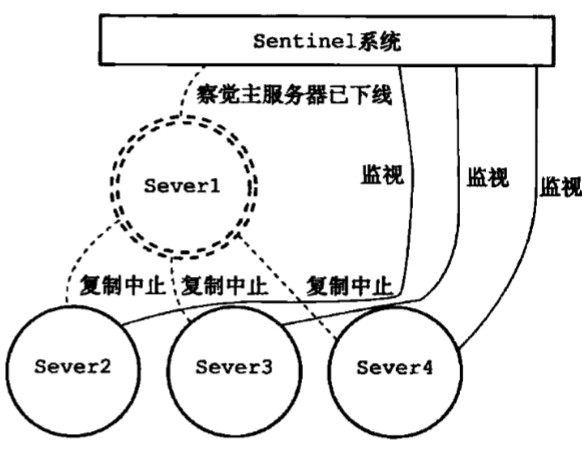 Sentinel系统
察觉主服务器已下线
监视
监视
监视
Sever1
复制中止
复制中止
复制中止
Sever2
Sever3
Sever4